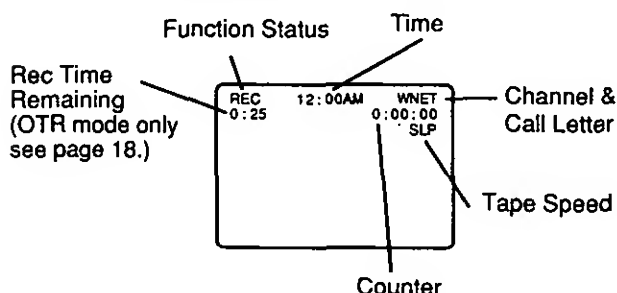 Function Status
Time
Rec Time
Remaining
(OTR mode only
see page 18.)
REC 12:00AM WNET
0:25 0:00:00
SLP
Channel &
Call Letter
Tape Speed
Counter